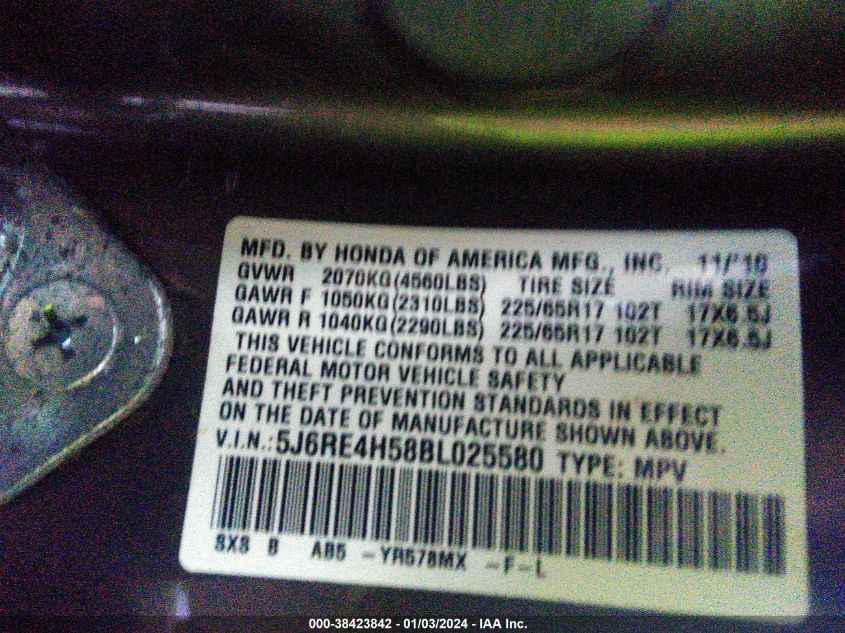 MFD. BY HONDA OF AMERICA MFG., INC. 11/'10
GVWR 2070KG(4560LBS) TIRE SIZE RIM SIZE
GAWR F 1050KG(2310LBS) 225/65R17 102T 17X6.5J
GAWR R 1040KG(2290LBS) 225/65R17 102T 17X6.5J
THIS VEHICLE CONFORMS TO ALL APPLICABLE
FEDERAL MOTOR VEHICLE SAFETY
AND THEFT PREVENTION STANDARDS IN EFFECT
ON THE DATE OF MANUFACTURE SHOWN ABOVE.
V.I.N.:5J6RE4H58BL025580 TYPE: MPV
SXS B AB5 -YR578MX -F-L
000-38423842 - 01/03/2024 - IAA Inc.